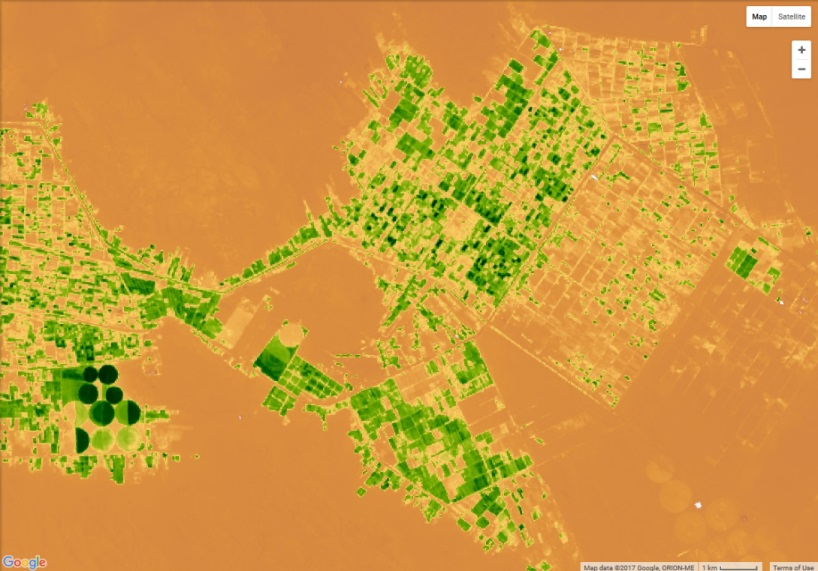 Map Satellite
+
−
Google
Map data ©2017 Google, ORION-ME 1 km Terms of Use